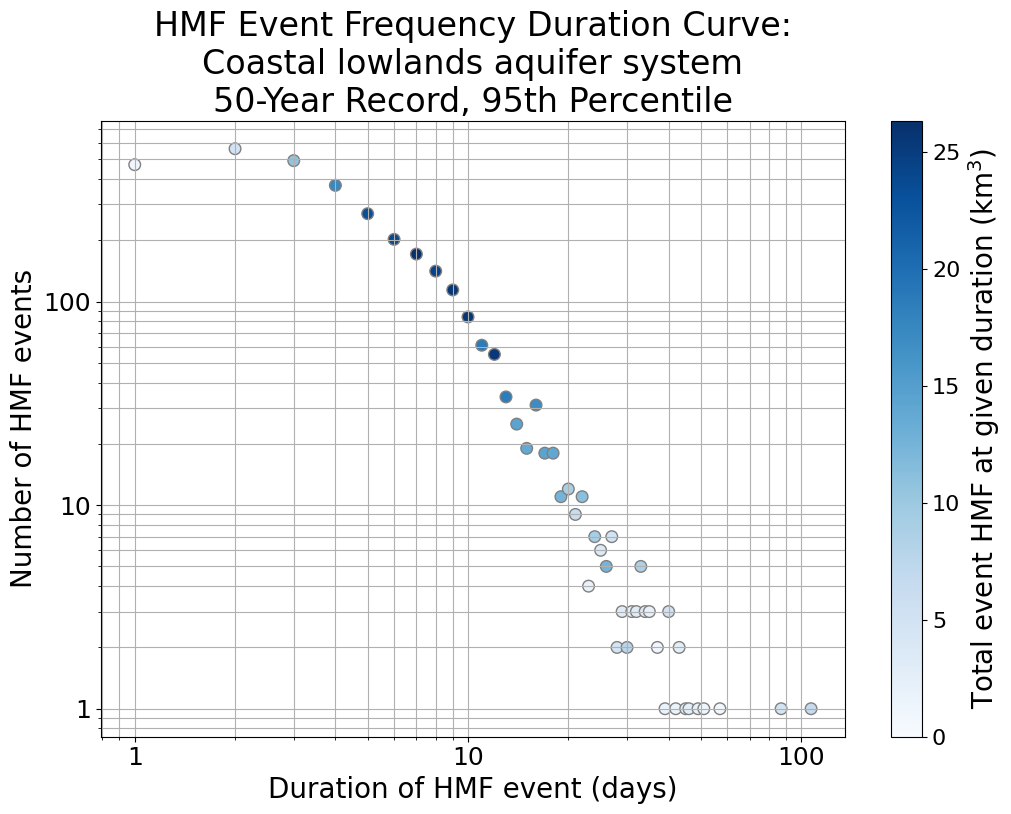 HMF Event Frequency Duration Curve:
Coastal lowlands aquifer system
50-Year Record, 95th Percentile
Number of HMF events
100
10
1
1
10
100
Duration of HMF event (days)
25
20
15
10
5
0
Total event HMF at given duration (km³)